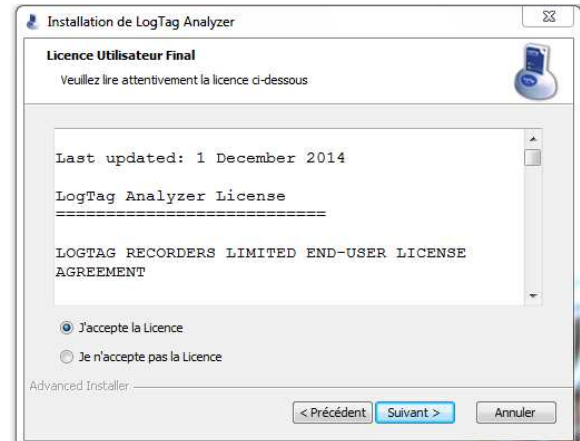 Installation de LogTag Analyzer
Licence Utilisateur Final
Veuillez lire attentivement la licence ci-dessous
Last updated: 1 December 2014
LogTag Analyzer License
===========================
LOGTAG RECORDERS LIMITED END-USER LICENSE
AGREEMENT
J'accepte la Licence
Je n'accepte pas la Licence
Advanced Installer
< Précédent
Suivant >
Annuler